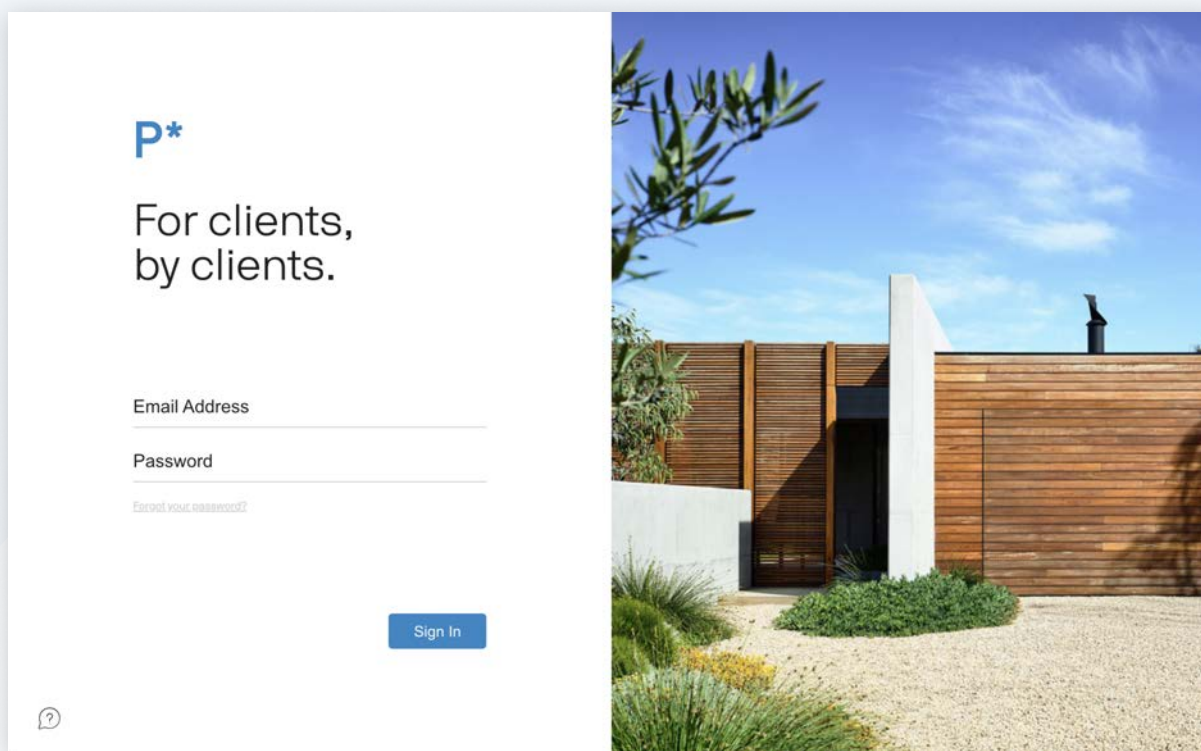 P*
For clients,
by clients.
Email Address
Password
Forgot your password?
Sign In
?